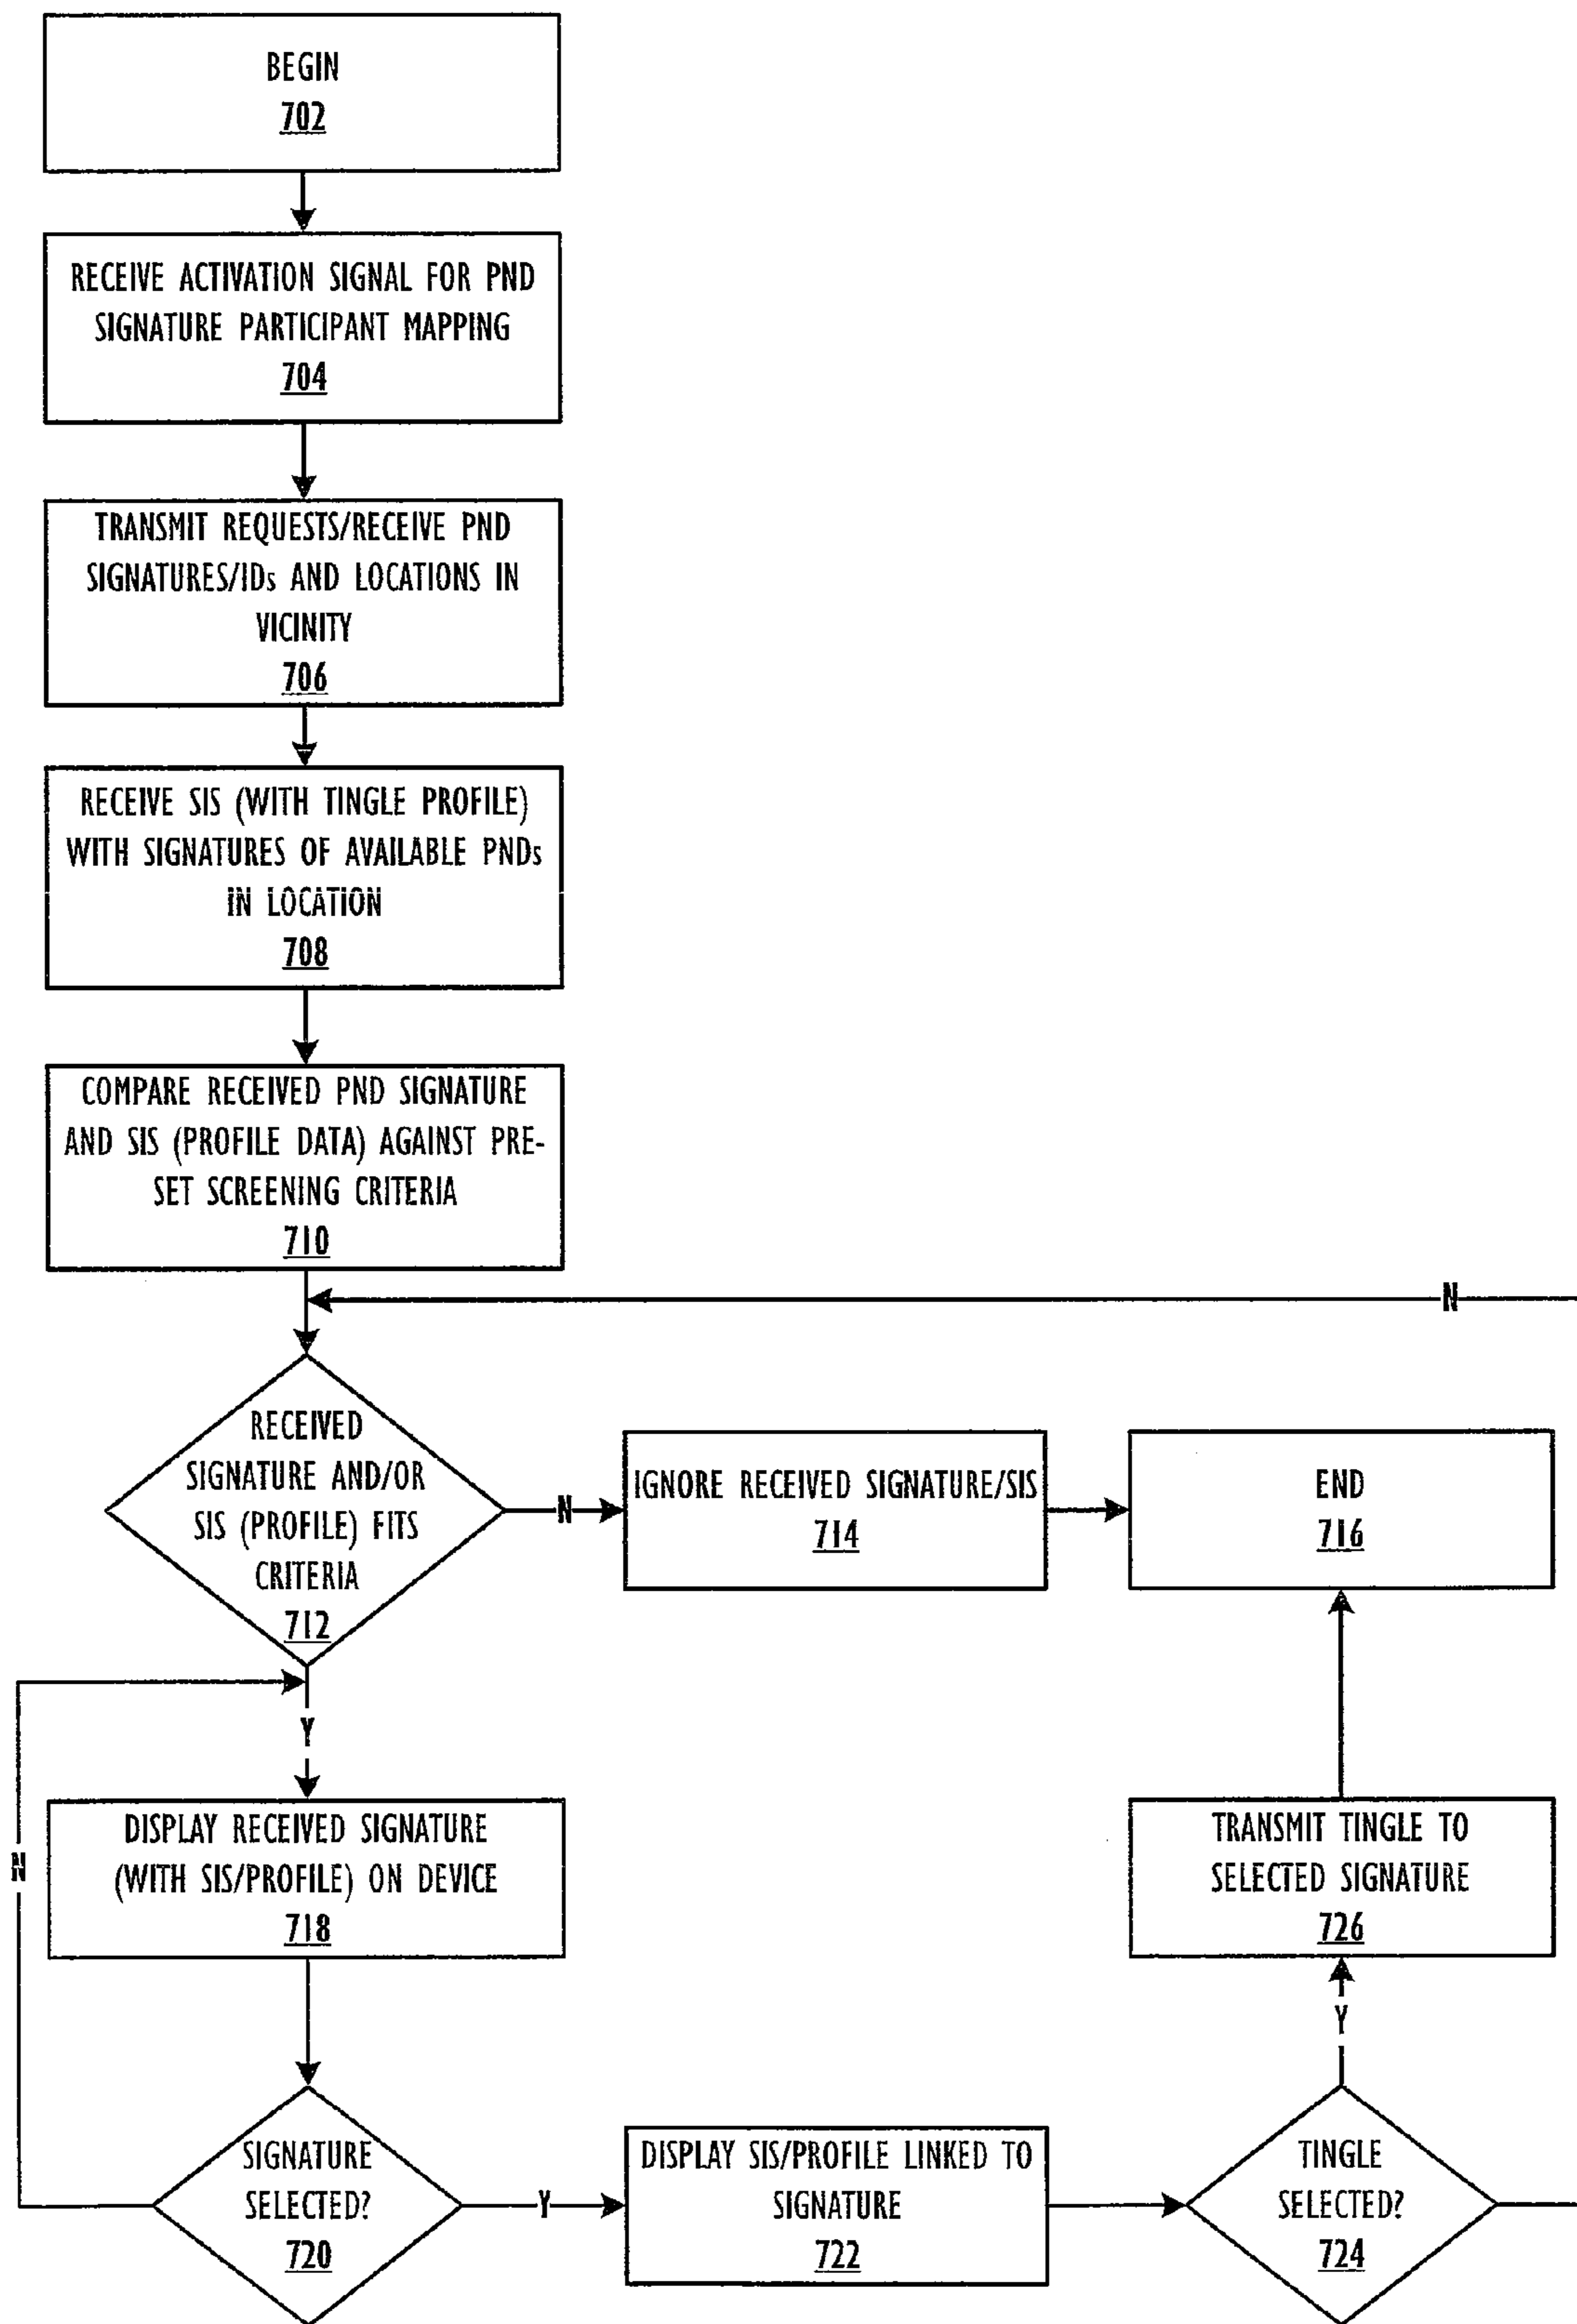 BEGIN
702
RECEIVE ACTIVATION SIGNAL FOR PND
SIGNATURE PARTICIPANT MAPPING
704
TRANSMIT REQUESTS/RECEIVE PND
SIGNATURES/IDs AND LOCATIONS IN
VICINITY
706
RECEIVE SIS (WITH TINGLE PROFILE)
WITH SIGNATURES OF AVAILABLE PNDs
IN LOCATION
708
COMPARE RECEIVED PND SIGNATURE
AND SIS (PROFILE DATA) AGAINST PRE-
SET SCREENING CRITERIA
710
N
RECEIVED
SIGNATURE AND/OR
SIS (PROFILE) FITS
CRITERIA
712
N
IGNORE RECEIVED SIGNATURE/SIS
714
END
716
Y
N
DISPLAY RECEIVED SIGNATURE
(WITH SIS/PROFILE) ON DEVICE
718
TRANSMIT TINGLE TO
SELECTED SIGNATURE
726
Y
SIGNATURE
SELECTED?
720
Y
DISPLAY SIS/PROFILE LINKED TO
SIGNATURE
722
TINGLE
SELECTED?
724